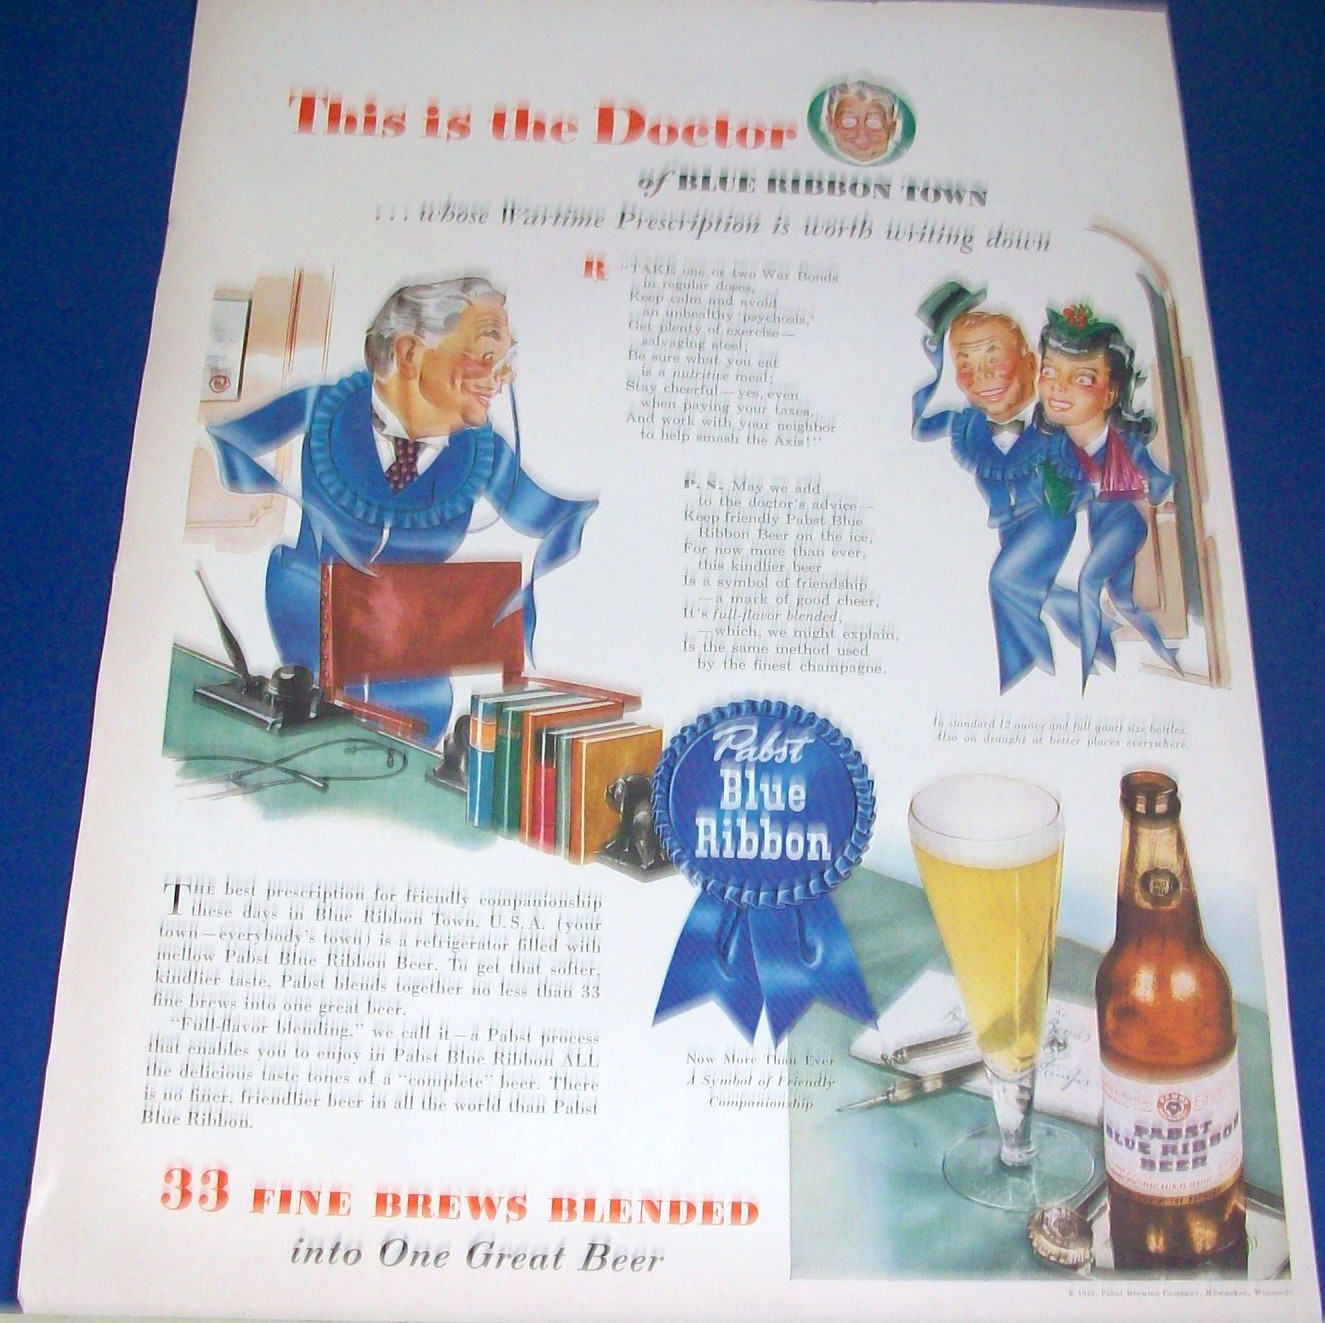 This is the Doctor
of BLUE RIBBON TOWN
... whose Wartime Prescription is worth writing down
℞ "TAKE one or two War Bonds
in regular doses,
Keep calm and avoid
an unhealthy 'psychosis,'
Get plenty of exercise—
salvaging steel;
Be sure what you eat
is a nutritive meal;
Stay cheerful—yes, even
when paying your taxes,
And work with your neighbor
to help smash the Axis!"
P. S. May we add
to the doctor's advice—
Keep friendly Pabst Blue
Ribbon Beer on the ice,
For now more than ever,
this kindlier beer
Is a symbol of friendship
—a mark of good cheer,
It's full-flavor blended,
—which, we might explain,
Is the same method used
by the finest champagne.
In standard 12 ounce and full quart size bottles.
Also on draught at better places everywhere.
Pabst
Blue
Ribbon
THE best prescription for friendly companionship
these days in Blue Ribbon Town, U.S.A. (your
town—everybody's town) is a refrigerator filled with
mellow Pabst Blue Ribbon Beer. To get that softer,
kindlier taste, Pabst blends together no less than 33
fine brews into one great beer.
"Full-flavor blending," we call it—a Pabst process
that enables you to enjoy in Pabst Blue Ribbon ALL
the delicious taste tones of a "complete" beer. There
is no finer, friendlier beer in all the world than Pabst
Blue Ribbon.
Now More Than Ever
A Symbol of Friendly
Companionship
PABST
BLUE RIBBON
BEER
33 FINE BREWS BLENDED
into One Great Beer
© 1943, Pabst Brewing Company, Milwaukee, Wisconsin